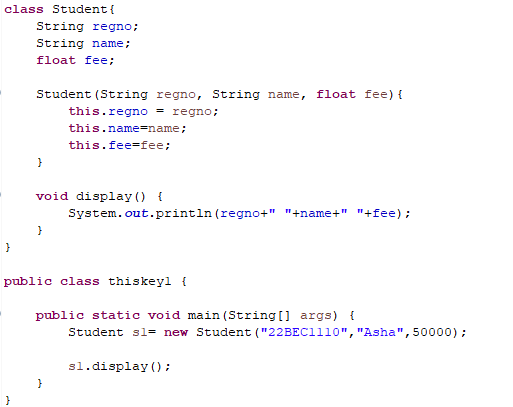 class Student{
    String regno;
    String name;
    float fee;

    Student(String regno, String name, float fee){
        this.regno = regno;
        this.name=name;
        this.fee=fee;
    }

    void display() {
        System.out.println(regno+" "+name+" "+fee);
    }
}

public class thiskey1 {

    public static void main(String[] args) {
        Student s1= new Student("22BEC1110","Asha",50000);

        s1.display();
    }
}